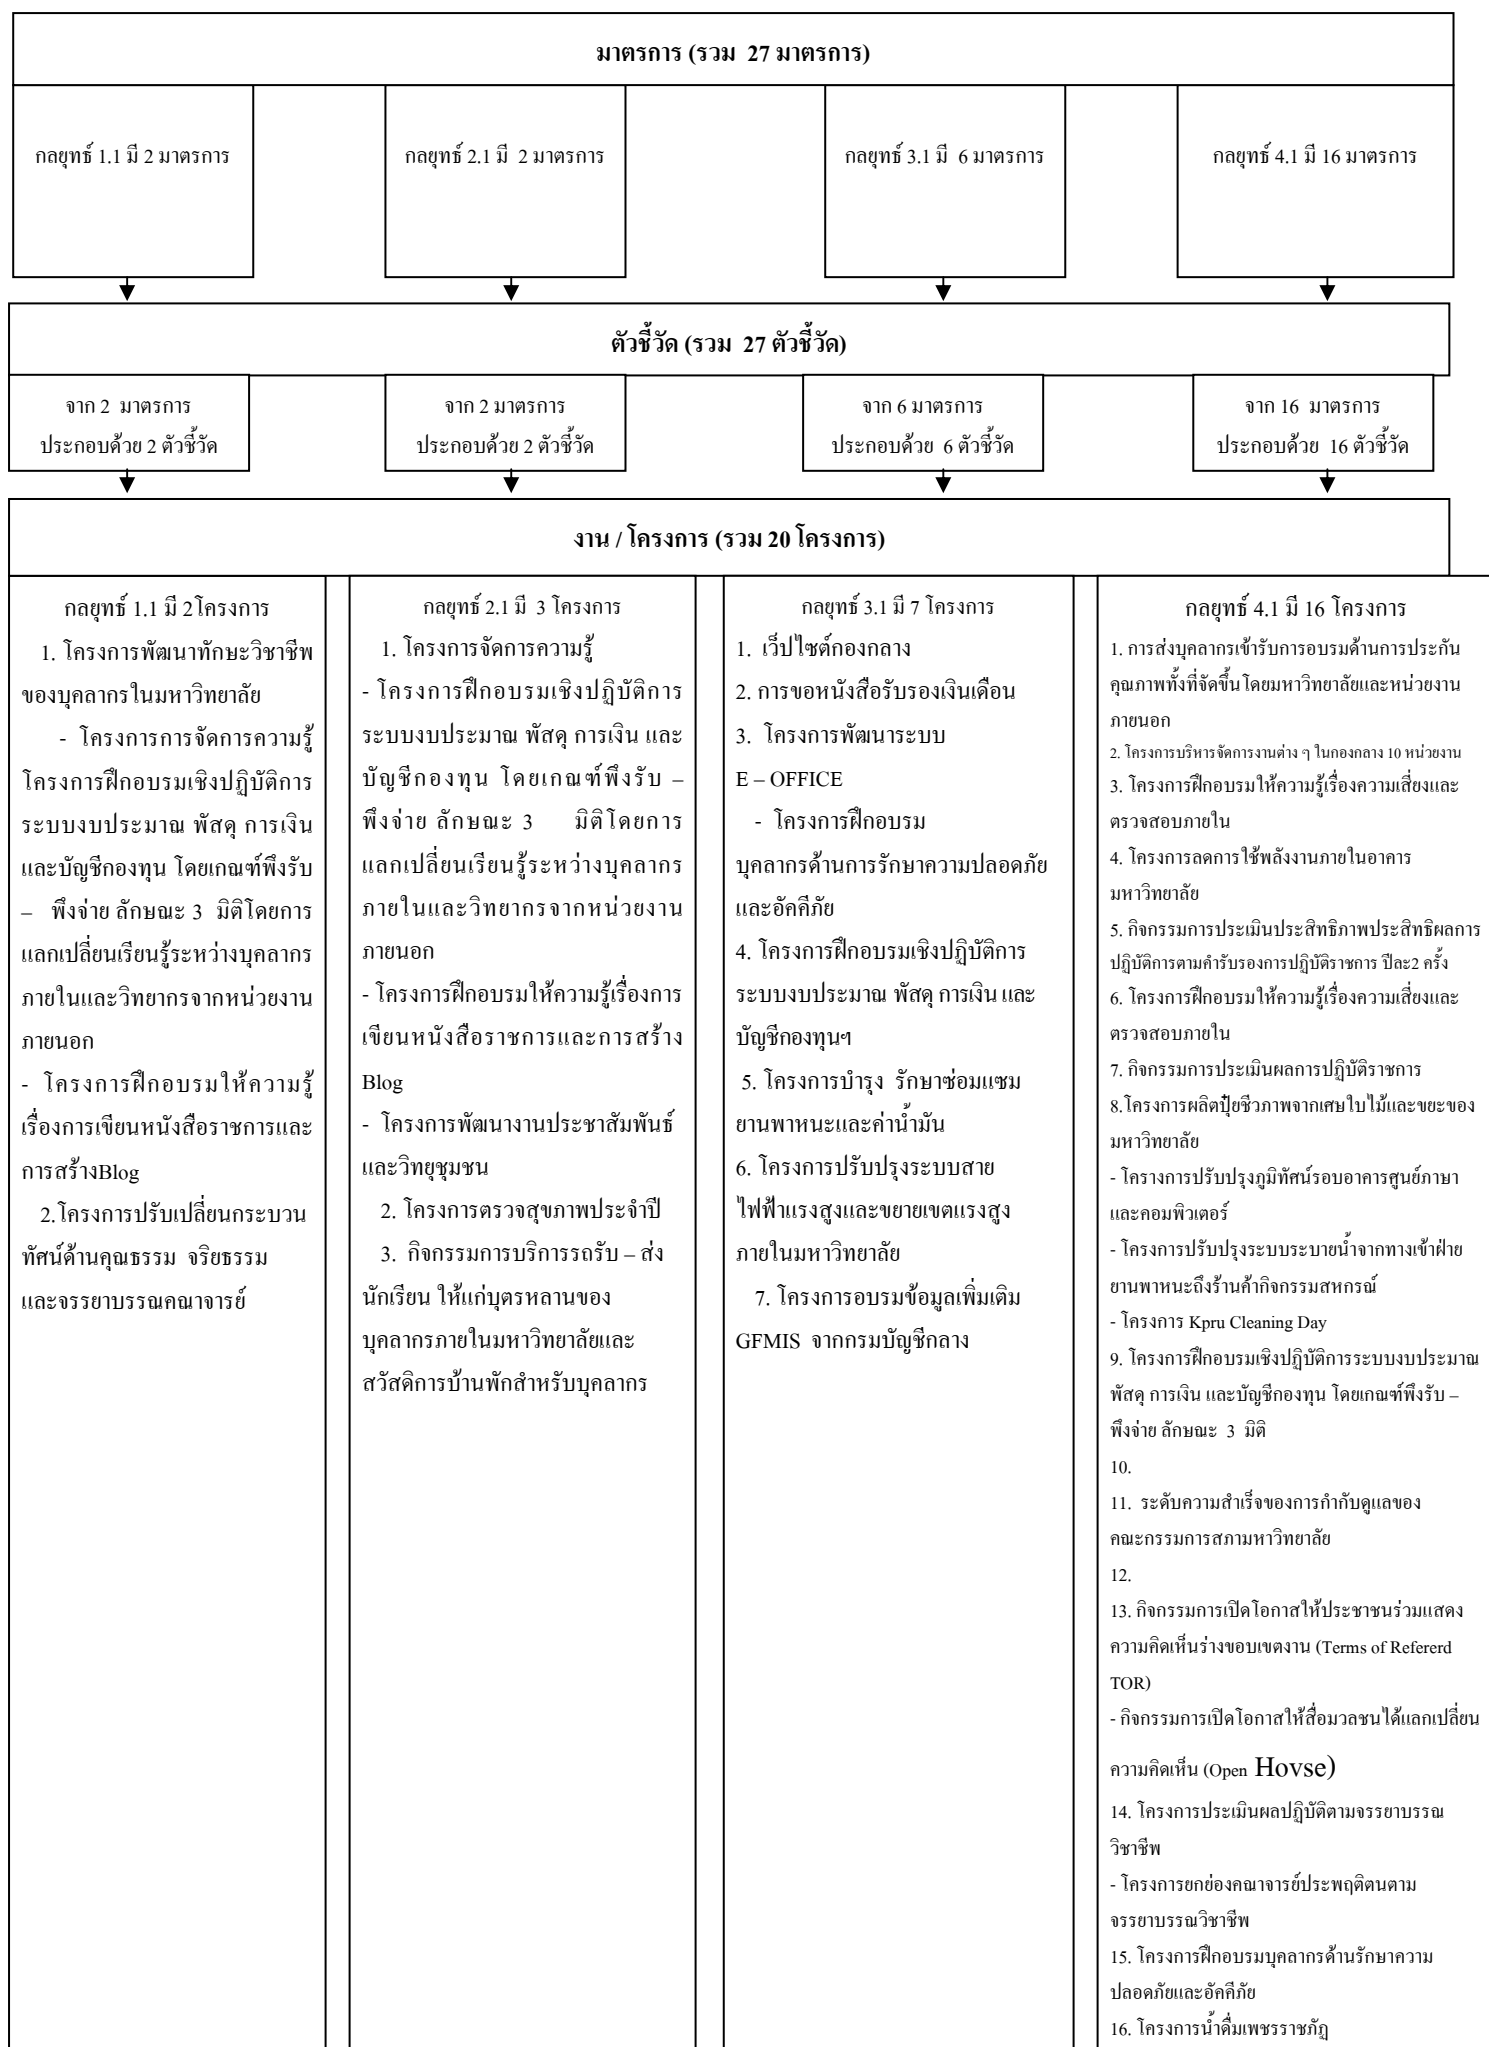 มาตรการ (รวม 27 มาตรการ)
กลยุทธ์ 1.1 มี 2 มาตรการ
กลยุทธ์ 2.1 มี 2 มาตรการ
กลยุทธ์ 3.1 มี 6 มาตรการ
กลยุทธ์ 4.1 มี 16 มาตรการ
ตัวชี้วัด (รวม 27 ตัวชี้วัด)
จาก 2 มาตรการ
ประกอบด้วย 2 ตัวชี้วัด
จาก 2 มาตรการ
ประกอบด้วย 2 ตัวชี้วัด
จาก 6 มาตรการ
ประกอบด้วย 6 ตัวชี้วัด
จาก 16 มาตรการ
ประกอบด้วย 16 ตัวชี้วัด
งาน / โครงการ (รวม 20 โครงการ)
กลยุทธ์ 1.1 มี 2โครงการ
1. โครงการพัฒนาทักษะวิชาชีพ
ของบุคลากรในมหาวิทยาลัย
- โครงการการจัดการความรู้
โครงการฝึกอบรมเชิงปฏิบัติการ
ระบบงบประมาณ พัสดุ การเงิน
และบัญชีกองทุน โดยเกณฑ์พึงรับ
– พึงจ่าย ลักษณะ 3 มิติโดยการ
แลกเปลี่ยนเรียนรู้ระหว่างบุคลากร
ภายในและวิทยากรจากหน่วยงาน
ภายนอก
- โครงการฝึกอบรมให้ความรู้
เรื่องการเขียนหนังสือราชการและ
การสร้างBlog
2.โครงการปรับเปลี่ยนกระบวน
ทัศน์ด้านคุณธรรม จริยธรรม
และจรรยาบรรณคณาจารย์
กลยุทธ์ 2.1 มี 3 โครงการ
1. โครงการจัดการความรู้
- โครงการฝึกอบรมเชิงปฏิบัติการ
ระบบงบประมาณ พัสดุ การเงิน และ
บัญชีกองทุน โดยเกณฑ์พึงรับ –
พึงจ่าย ลักษณะ 3 มิติโดยการ
แลกเปลี่ยนเรียนรู้ระหว่างบุคลากร
ภายในและวิทยากรจากหน่วยงาน
ภายนอก
- โครงการฝึกอบรมให้ความรู้เรื่องการ
เขียนหนังสือราชการและการสร้าง
Blog
- โครงการพัฒนางานประชาสัมพันธ์
และวิทยุชุมชน
2. โครงการตรวจสุขภาพประจำปี
3. กิจกรรมการบริการรถรับ – ส่ง
นักเรียน ให้แก่บุตรหลานของ
บุคลากรภายในมหาวิทยาลัยและ
สวัสดิการบ้านพักสำหรับบุคลากร
กลยุทธ์ 3.1 มี 7 โครงการ
1. เว็ปไซต์กองกลาง
2. การขอหนังสือรับรองเงินเดือน
3. โครงการพัฒนาระบบ
E – OFFICE
- โครงการฝึกอบรม
บุคลากรด้านการรักษาความปลอดภัย
และอัคคีภัย
4. โครงการฝึกอบรมเชิงปฏิบัติการ
ระบบงบประมาณ พัสดุ การเงิน และ
บัญชีกองทุนฯ
5. โครงการบำรุง รักษาซ่อมแซม
ยานพาหนะและค่าน้ำมัน
6. โครงการปรับปรุงระบบสาย
ไฟฟ้าแรงสูงและขยายเขตแรงสูง
ภายในมหาวิทยาลัย
7. โครงการอบรมข้อมูลเพิ่มเติม
GFMIS จากกรมบัญชีกลาง
กลยุทธ์ 4.1 มี 16 โครงการ
1. การส่งบุคลากรเข้ารับการอบรมด้านการประกัน
คุณภาพทั้งที่จัดขึ้นโดยมหาวิทยาลัยและหน่วยงาน
ภายนอก
2. โครงการบริหารจัดการงานต่าง ๆ ในกองกลาง 10 หน่วยงาน
3. โครงการฝึกอบรมให้ความรู้เรื่องความเสี่ยงและ
ตรวจสอบภายใน
4. โครงการลดการใช้พลังงานภายในอาคาร
มหาวิทยาลัย
5. กิจกรรมการประเมินประสิทธิภาพประสิทธิผลการ
ปฏิบัติการตามคำรับรองการปฏิบัติราชการ ปีละ2 ครั้ง
6. โครงการฝึกอบรมให้ความรู้เรื่องความเสี่ยงและ
ตรวจสอบภายใน
7. กิจกรรมการประเมินผลการปฏิบัติราชการ
8.โครงการผลิตปุ๋ยชีวภาพจากเศษใบไม้และขยะของ
มหาวิทยาลัย
- โครางการปรับปรุงภูมิทัศน์รอบอาคารศูนย์ภาษา
และคอมพิวเตอร์
- โครงการปรับปรุงระบบระบายน้ำจากทางเข้าฝ่าย
ยานพาหนะถึงร้านค้ากิจกรรมสหกรณ์
- โครงการ Kpru Cleaning Day
9. โครงการฝึกอบรมเชิงปฏิบัติการระบบงบประมาณ
พัสดุ การเงิน และบัญชีกองทุน โดยเกณฑ์พึงรับ –
พึงจ่าย ลักษณะ 3 มิติ
10.
11. ระดับความสำเร็จของการกำกับดูแลของ
คณะกรรมการสภามหาวิทยาลัย
12.
13. กิจกรรมการเปิดโอกาสให้ประชาชนร่วมแสดง
ความคิดเห็นร่างขอบเขตงาน (Terms of Refererd
TOR)
- กิจกรรมการเปิดโอกาสให้สื่อมวลชนได้แลกเปลี่ยน
ความคิดเห็น (Open Hovse)
14. โครงการประเมินผลปฏิบัติตามจรรยาบรรณ
วิชาชีพ
- โครงการยกย่องคณาจารย์ประพฤติตนตาม
จรรยาบรรณวิชาชีพ
15. โครงการฝึกอบรมบุคลากรด้านรักษาความ
ปลอดภัยและอัคคีภัย
16. โครงการน้ำดื่มเพชรราชภัฏ